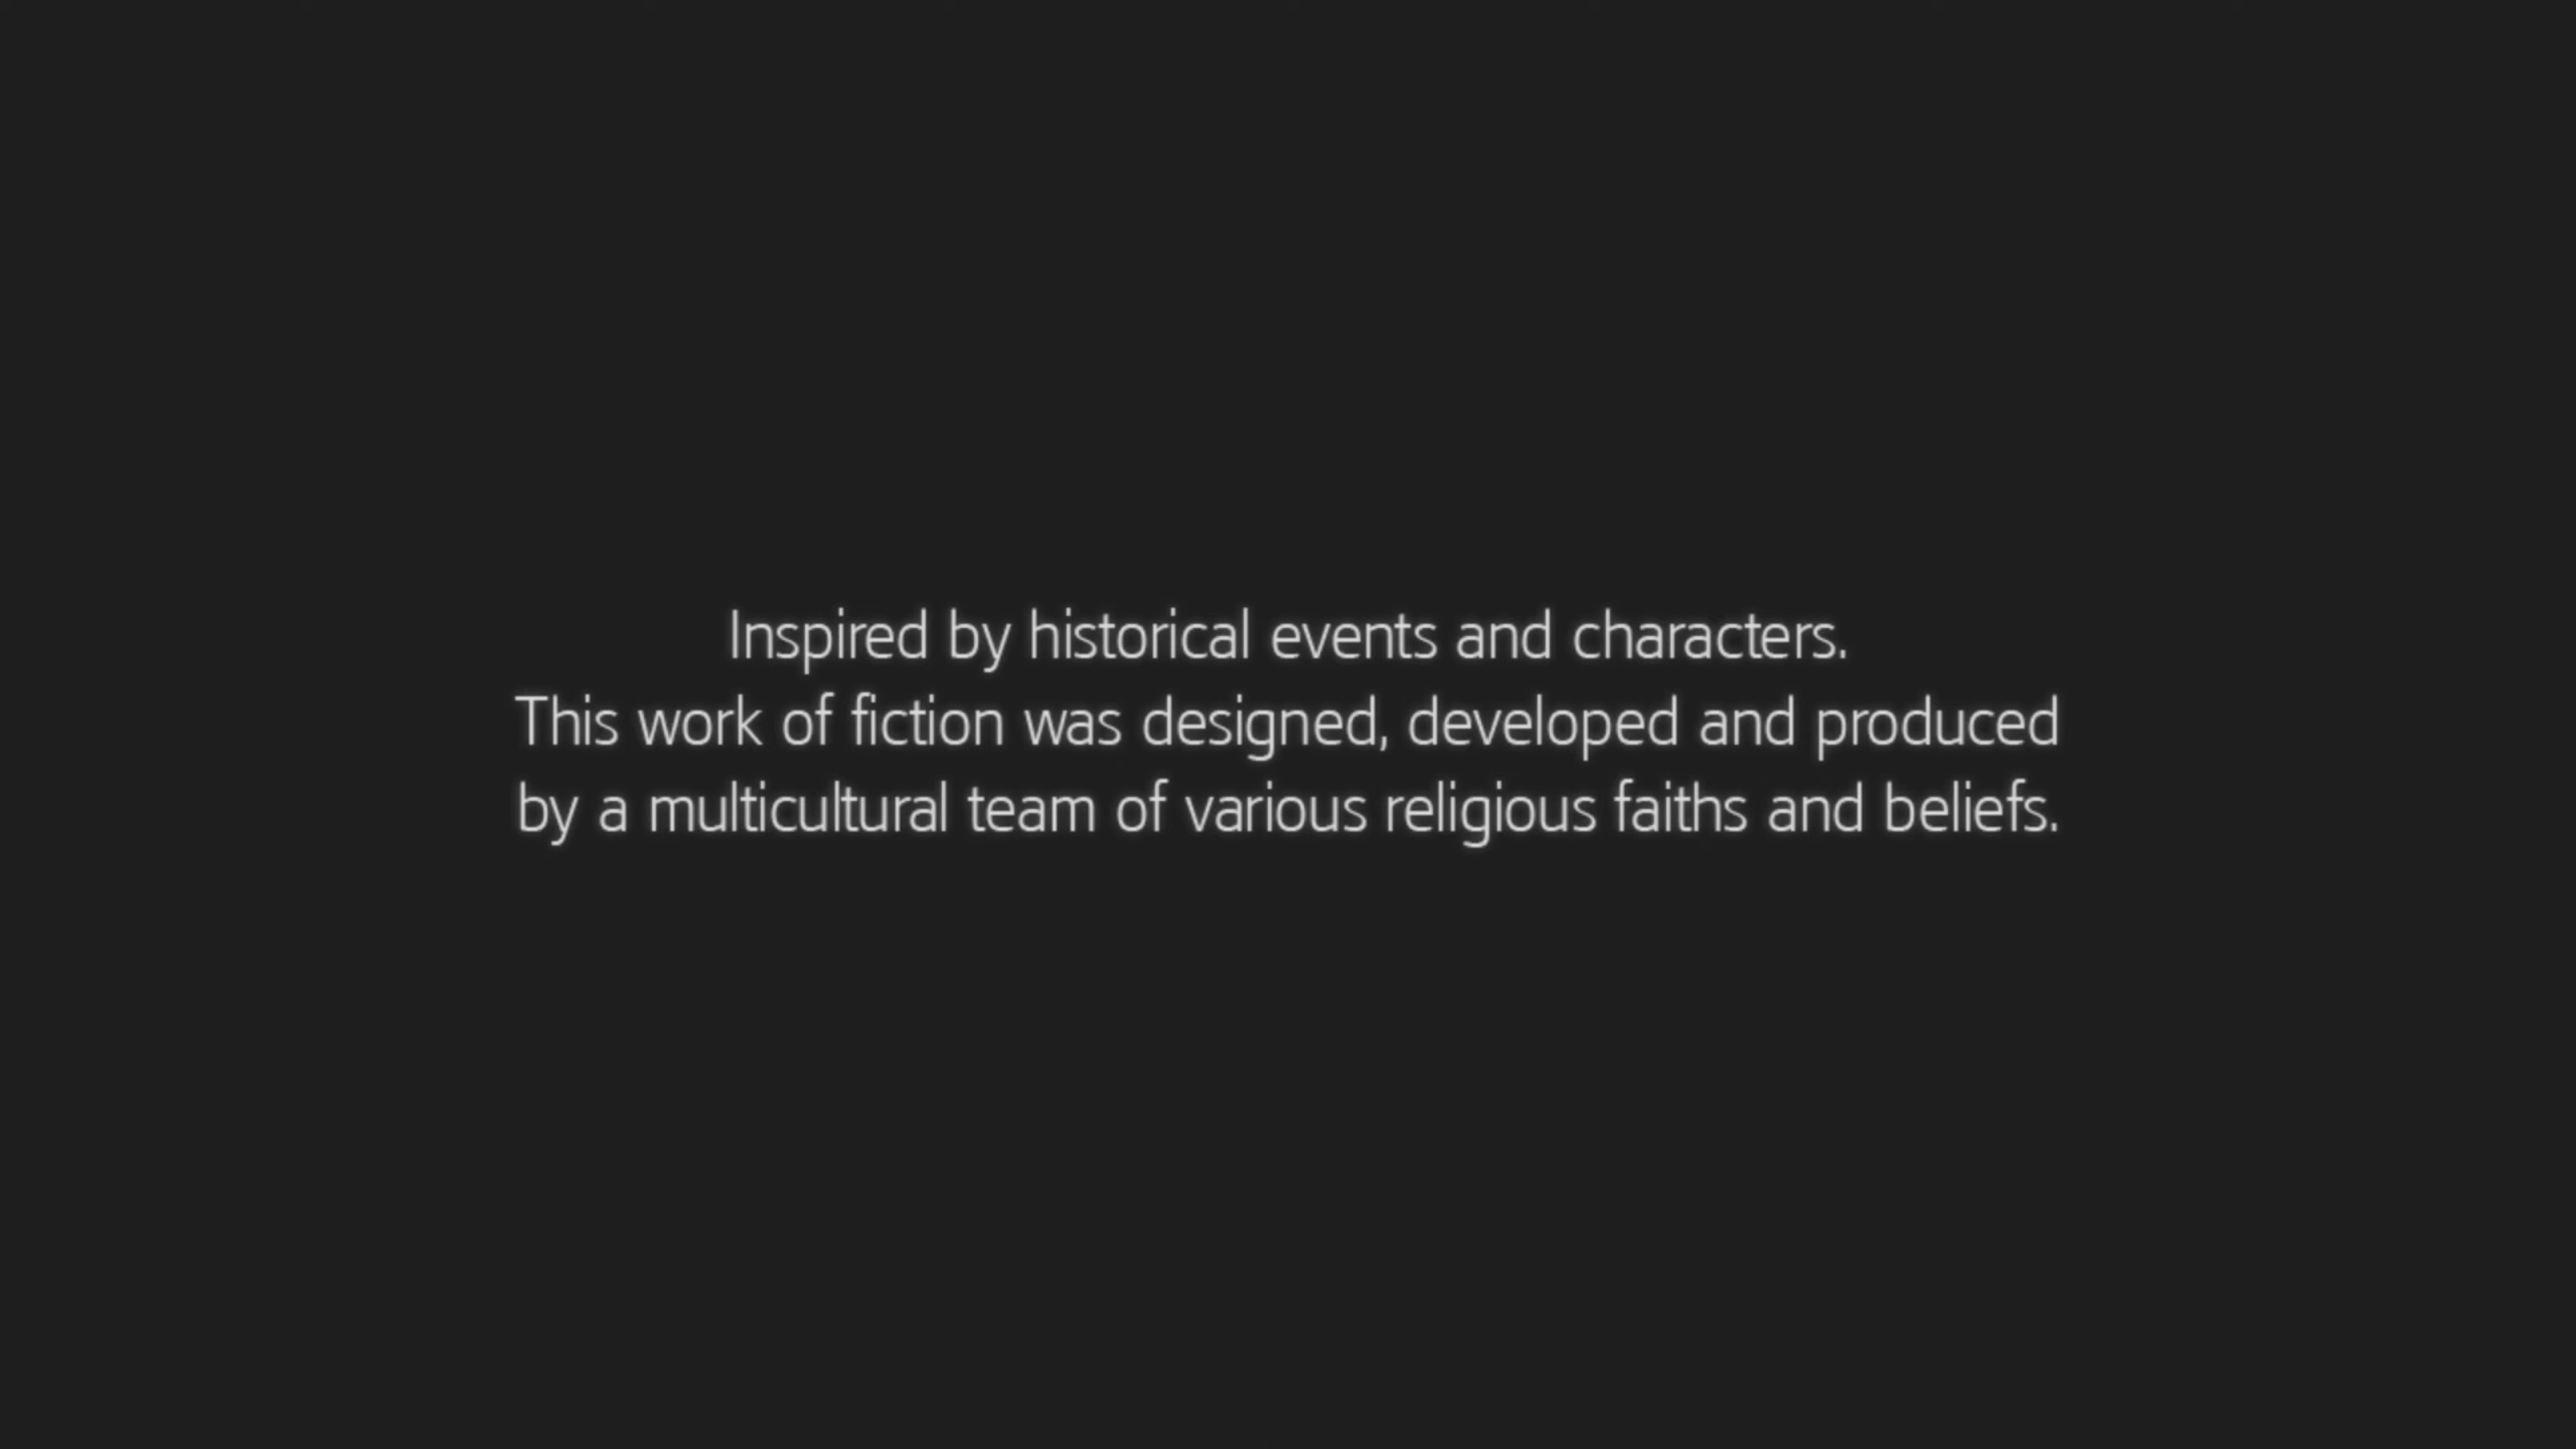 Inspired by historical events and characters.
This work of fiction was designed, developed and produced
by a multicultural team of various religious faiths and beliefs.